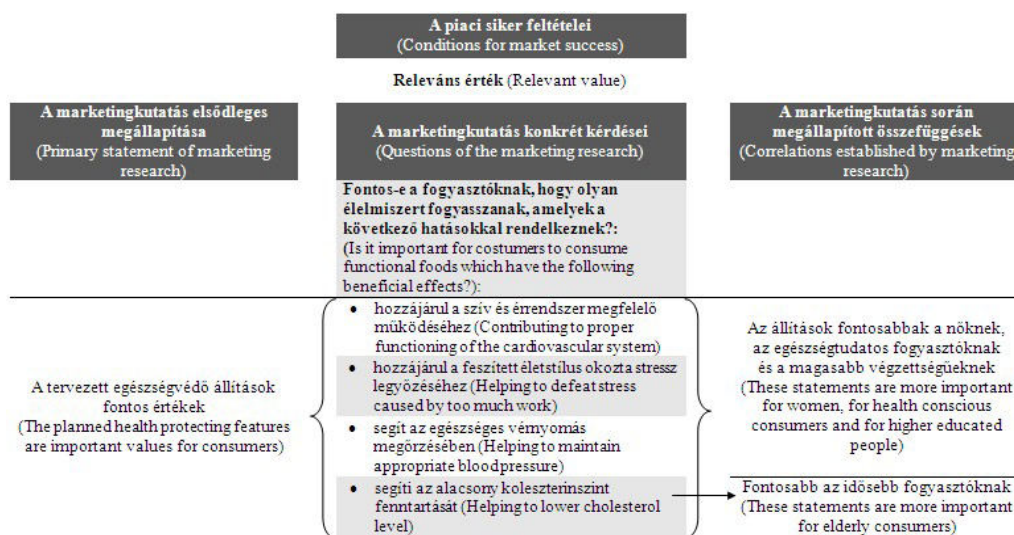 A piaci siker feltételei
(Conditions for market success)
Releváns érték (Relevant value)
A marketingkutatás elsődleges
megállapítása
(Primary statement of marketing
research)
A marketingkutatás konkrét kérdései
(Questions of the marketing research)
A marketingkutatás során
megállapított összefüggések
(Correlations established by marketing
research)
Fontos-e a fogyasztóknak, hogy olyan
élelmiszert fogyasszanak, amelyek a
következő hatásokkal rendelkeznek?:
(Is it important for costumers to consume
functional foods which have the following
beneficial effects?):
A tervezett egészségvédő állítások
fontos értékek
(The planned health protecting features
are important values for consumers)
• hozzájárul a szív és érrendszer megfelelő
működéséhez (Contributing to proper
functioning of the cardiovascular system)
• hozzájárul a feszített életstílus okozta stressz
legyőzéséhez (Helping to defeat stress
caused by too much work)
• segít az egészséges vérnyomás
megőrzésében (Helping to maintain
appropriate bloodpressure)
• segíti az alacsony koleszterinszint
fenntartását (Helping to lower cholesterol
level)
Az állítások fontosabbak a nőknek,
az egészségtudatos fogyasztóknak
és a magasabb végzettségűeknek
(These statements are more important
for women, for health conscious
consumers and for higher educated
people)
Fontosabb az idősebb fogyasztóknak
(These statements are more important
for elderly consumers)